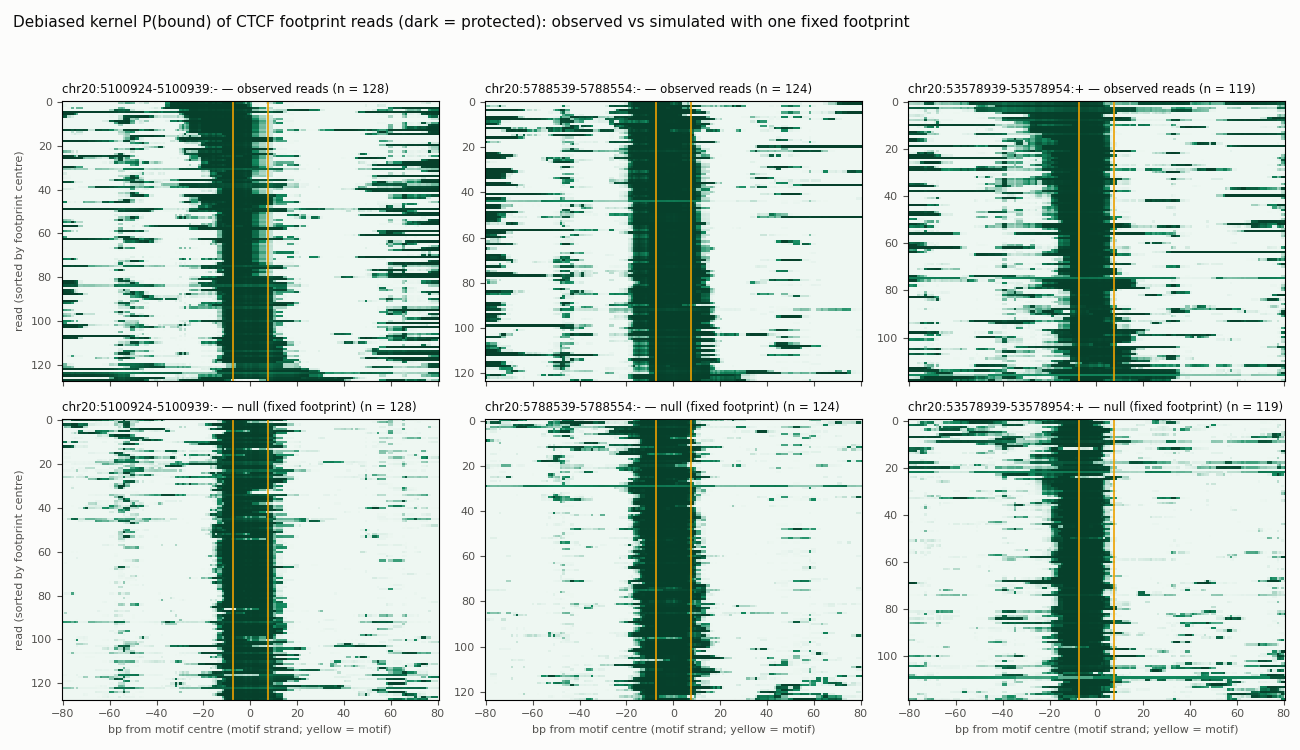 Debiased kernel P(bound) of CTCF footprint reads (dark = protected): observed vs simulated with one fixed footprint
chr20:5100924-5100939:- — observed reads (n = 128)
chr20:5788539-5788554:- — observed reads (n = 124)
chr20:53578939-53578954:+ — observed reads (n = 119)
read (sorted by footprint centre)
0
20
40
60
80
100
120
0
20
40
60
80
100
120
0
20
40
60
80
100
chr20:5100924-5100939:- — null (fixed footprint) (n = 128)
chr20:5788539-5788554:- — null (fixed footprint) (n = 124)
chr20:53578939-53578954:+ — null (fixed footprint) (n = 119)
read (sorted by footprint centre)
0
20
40
60
80
100
120
0
20
40
60
80
100
120
0
20
40
60
80
100
−80 −60 −40 −20 0 20 40 60 80
−80 −60 −40 −20 0 20 40 60 80
−80 −60 −40 −20 0 20 40 60 80
bp from motif centre (motif strand; yellow = motif)
bp from motif centre (motif strand; yellow = motif)
bp from motif centre (motif strand; yellow = motif)